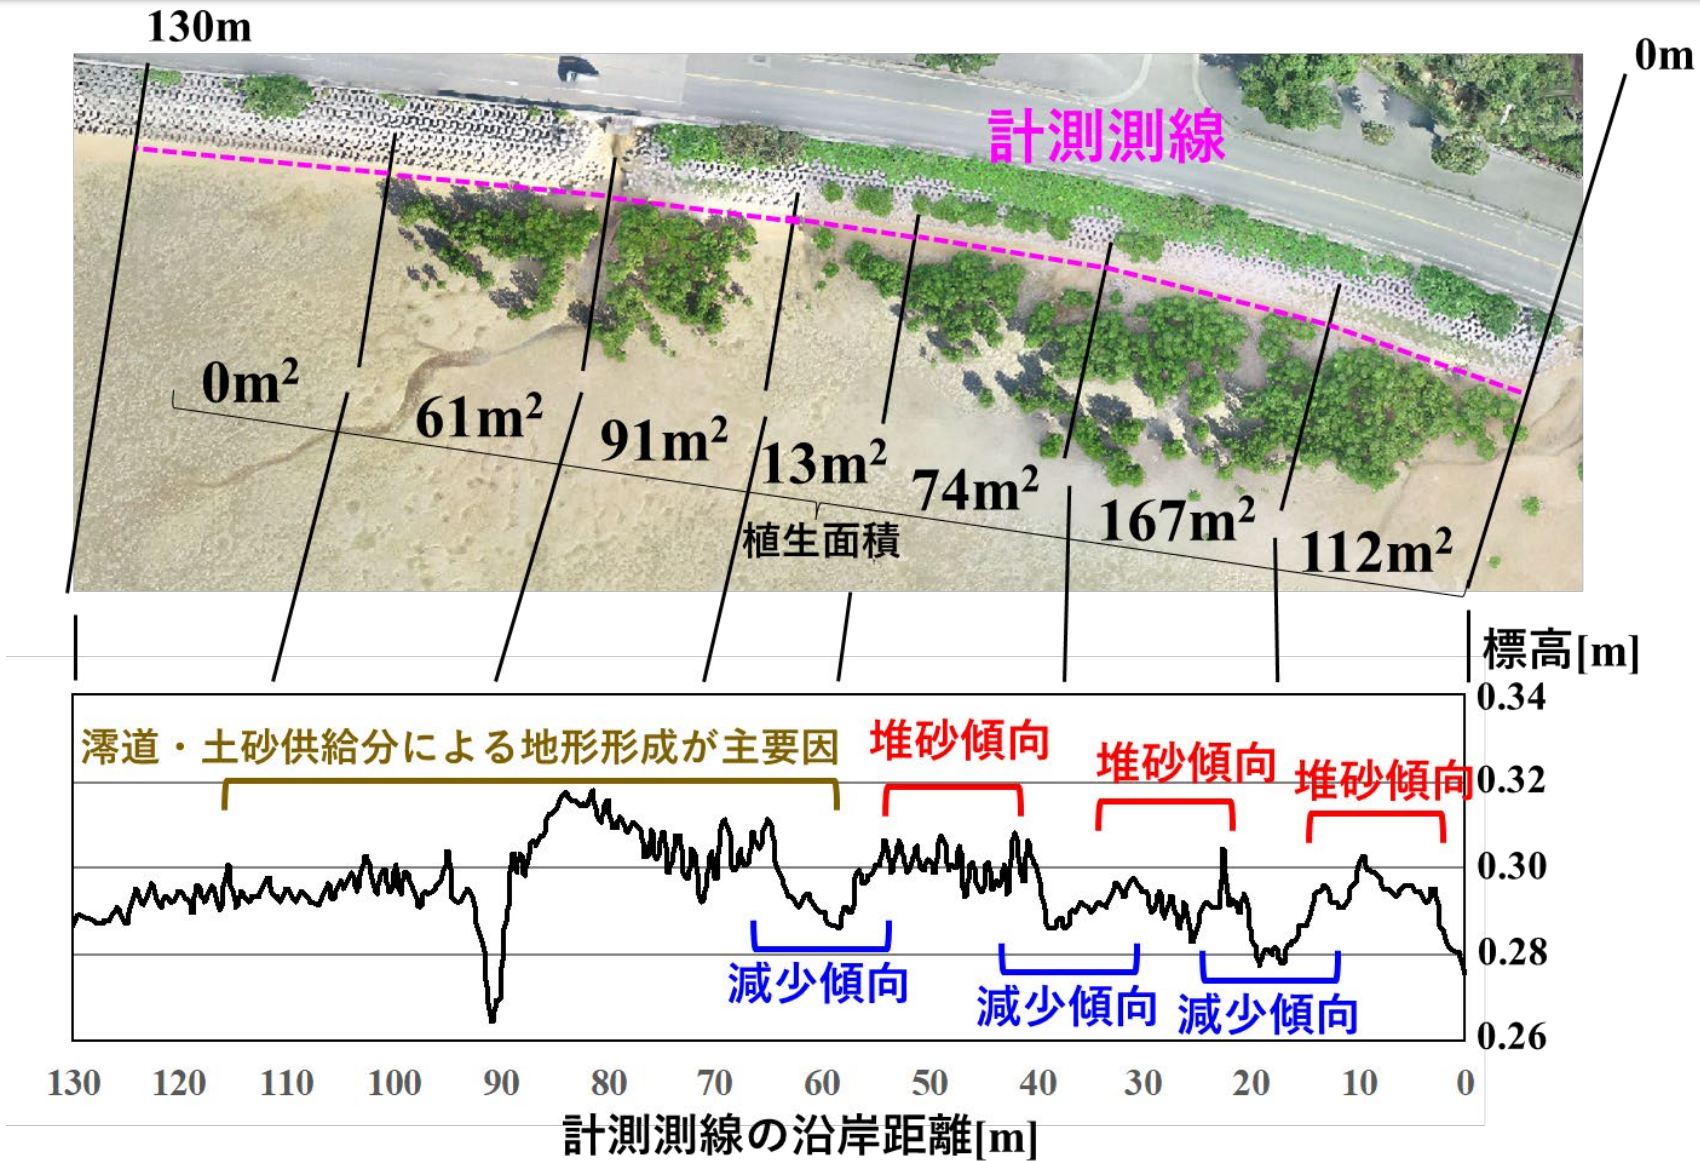 130m
0m
計測測線
0m²
61m²
91m²
13m²
74m²
167m²
112m²
植生面積
標高[m]
0.34
澪道・土砂供給分による地形形成が主要因
堆砂傾向
堆砂傾向
堆砂傾向
0.32
0.30
減少傾向
減少傾向
減少傾向
0.28
0.26
130 120 110 100 90 80 70 60 50 40 30 20 10 0
計測測線の沿岸距離[m]